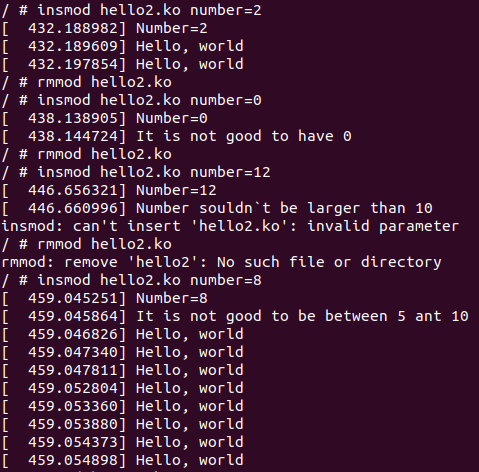 / # insmod hello2.ko number=2
[  432.188982] Number=2
[  432.189609] Hello, world
[  432.197854] Hello, world
/ # rmmod hello2.ko
/ # insmod hello2.ko number=0
[  438.138905] Number=0
[  438.144724] It is not good to have 0
/ # rmmod hello2.ko
/ # insmod hello2.ko number=12
[  446.656321] Number=12
[  446.660996] Number souldn`t be larger than 10
insmod: can't insert 'hello2.ko': invalid parameter
/ # rmmod hello2.ko
rmmod: remove 'hello2': No such file or directory
/ # insmod hello2.ko number=8
[  459.045251] Number=8
[  459.045864] It is not good to be between 5 ant 10
[  459.046826] Hello, world
[  459.047340] Hello, world
[  459.047811] Hello, world
[  459.052804] Hello, world
[  459.053360] Hello, world
[  459.053880] Hello, world
[  459.054373] Hello, world
[  459.054898] Hello, world